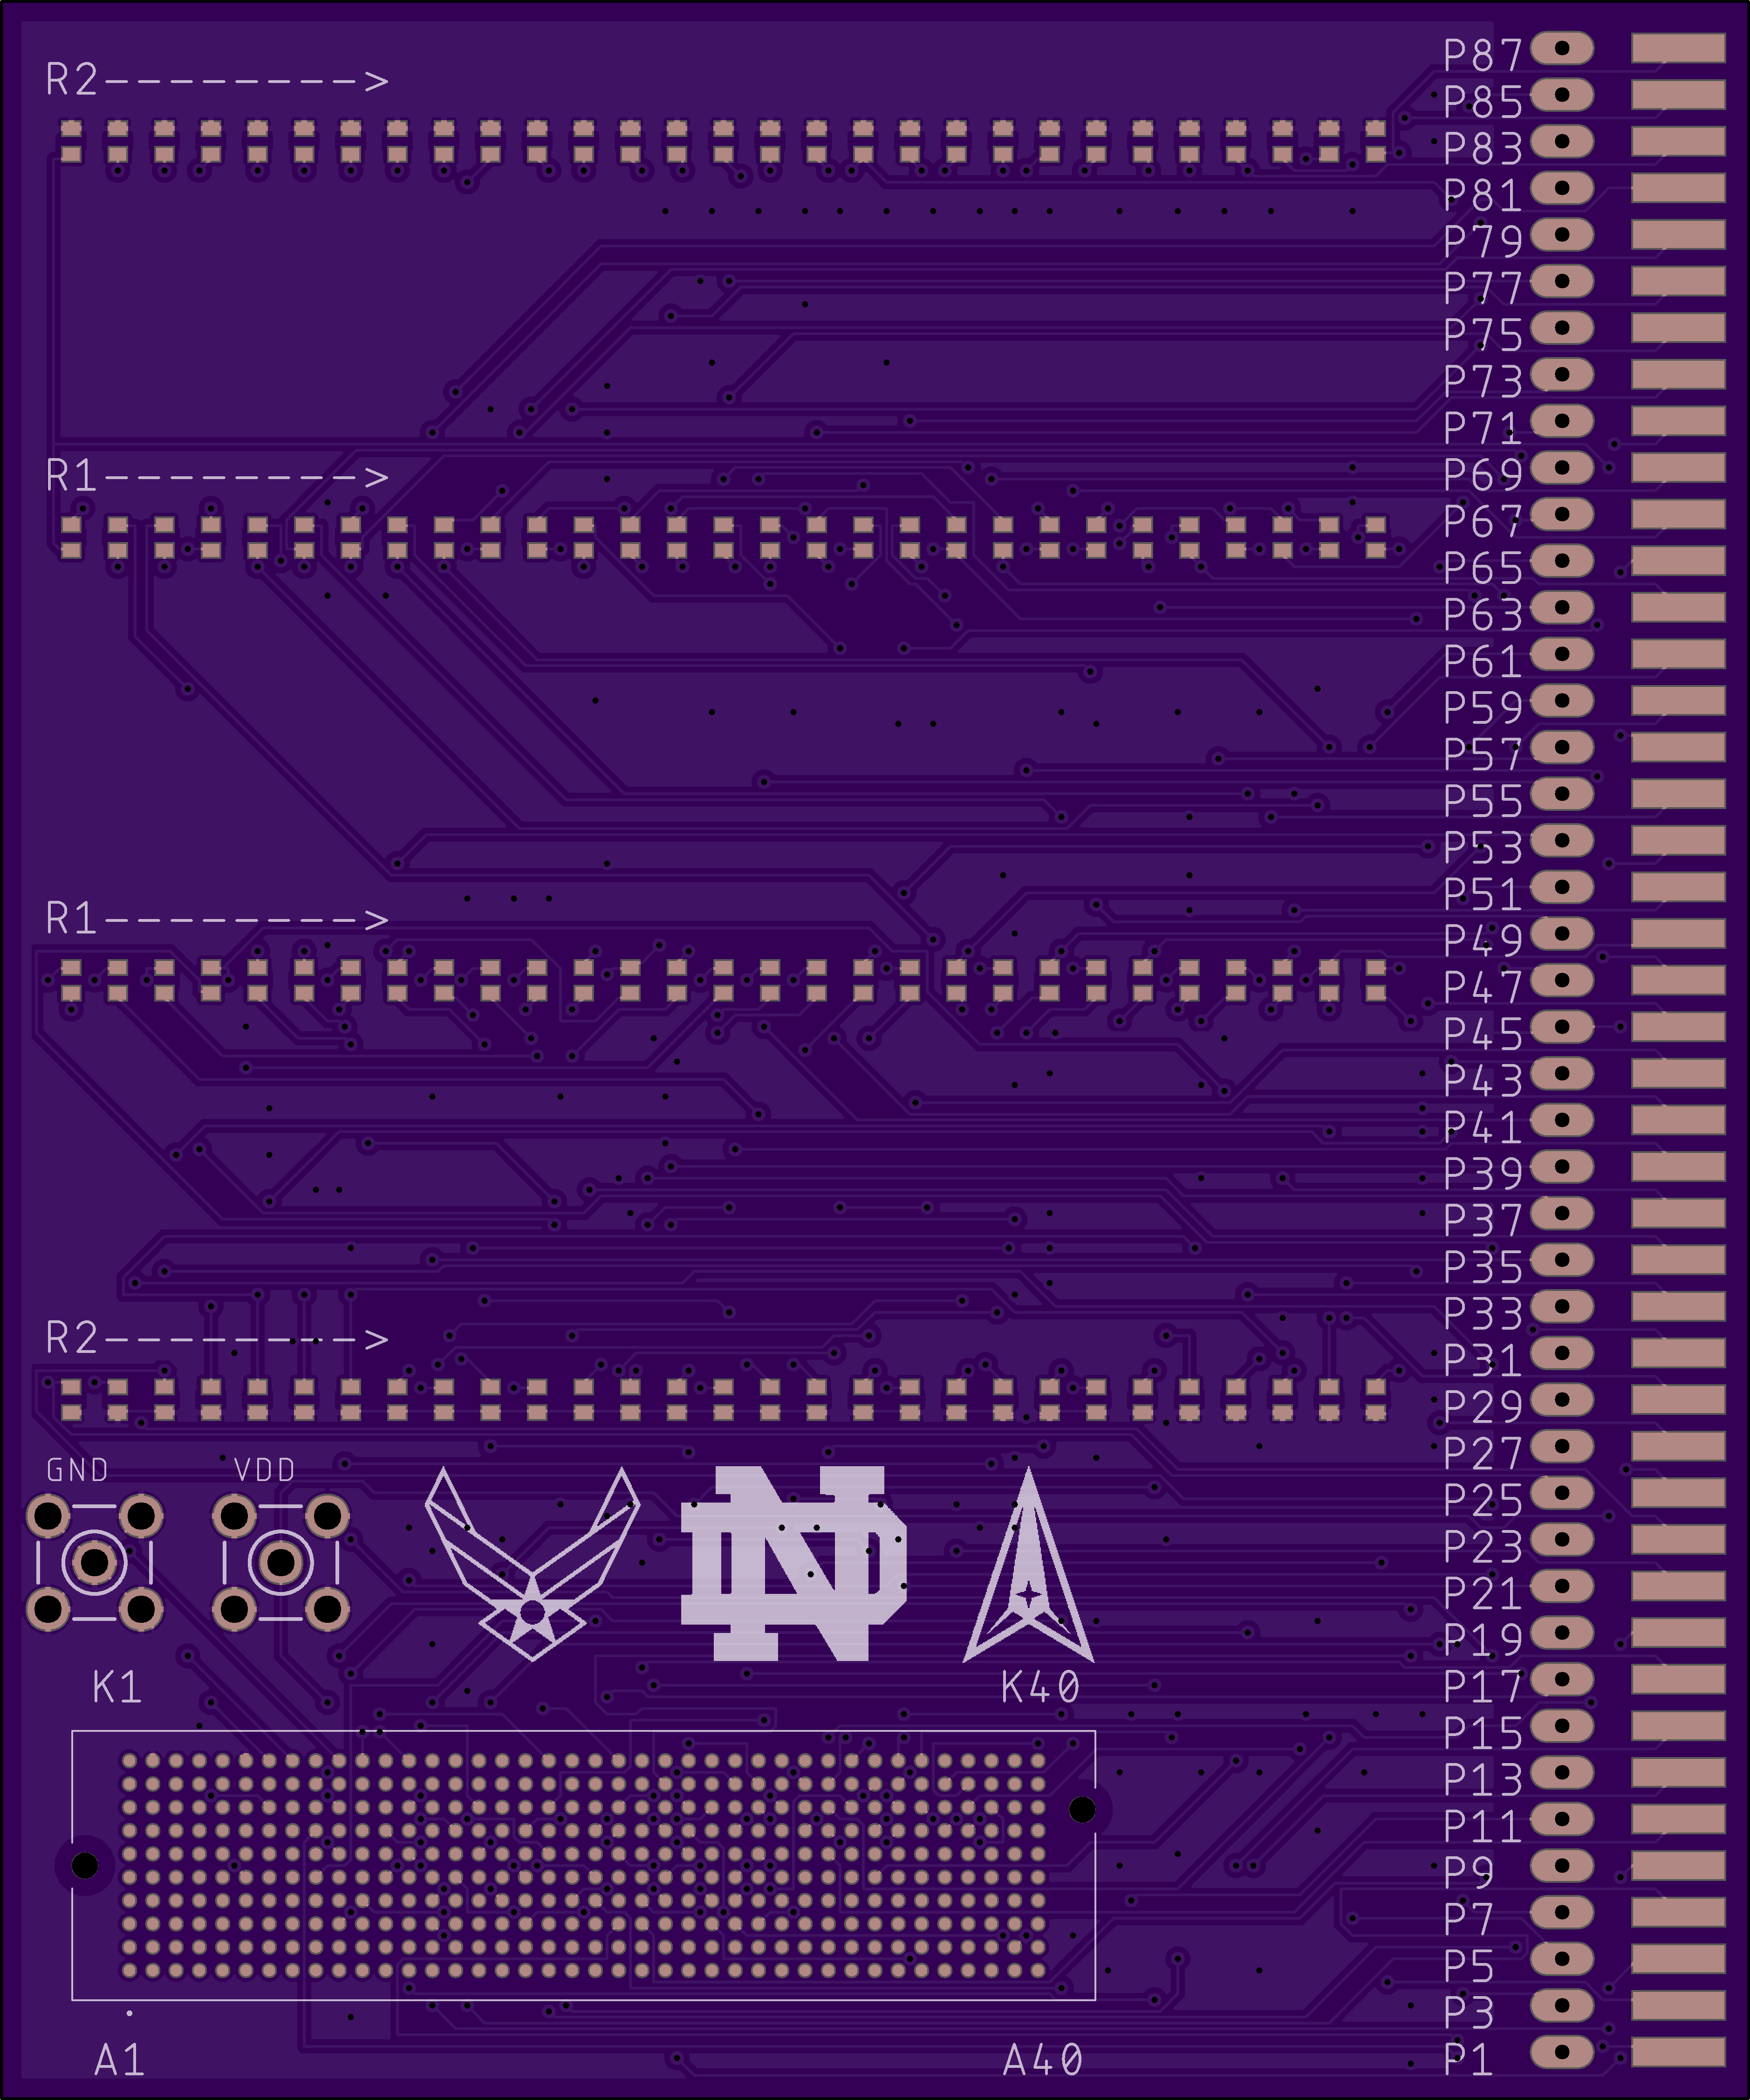 P87
R2--------->
P85
P83
P81
P79
P77
P75
P73
P71
R1--------->
P69
P67
P65
P63
P61
P59
P57
P55
P53
P51
R1--------->
P49
P47
P45
P43
P41
P39
P37
P35
P33
R2--------->
P31
P29
P27
GND VDD
P25
P23
P21
P19
K1 K40 P17
P15
P13
P11
P9
P7
P5
P3
A1 A40 P1
ND